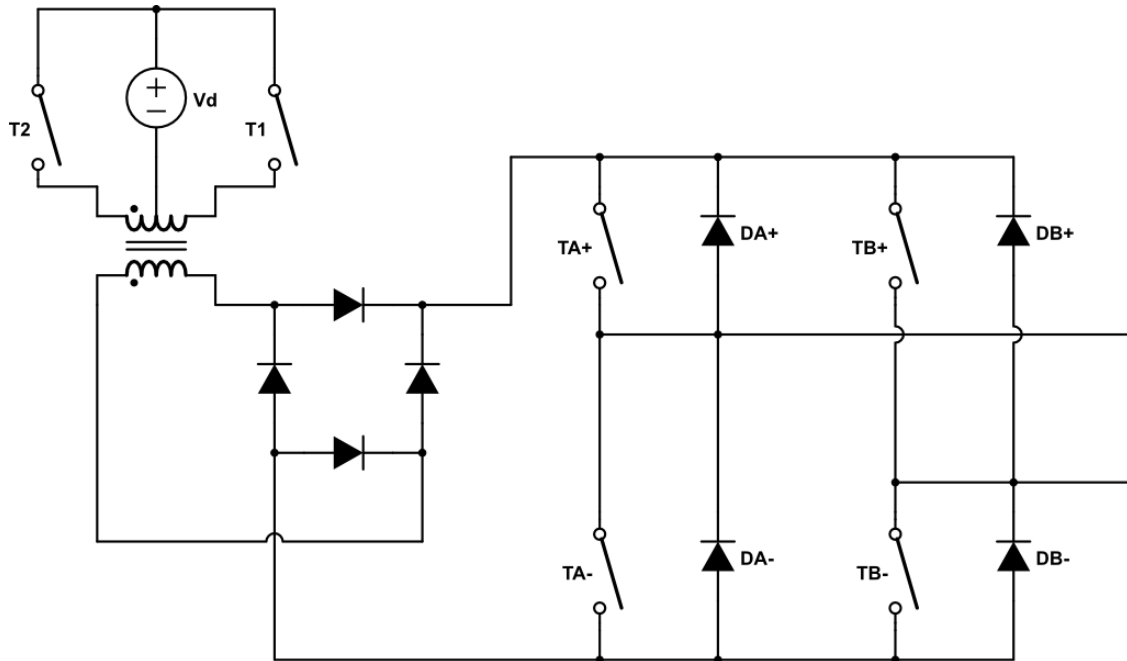 T2
+
−
Vd
T1
TA+
DA+
TB+
DB+
TA-
DA-
TB-
DB-